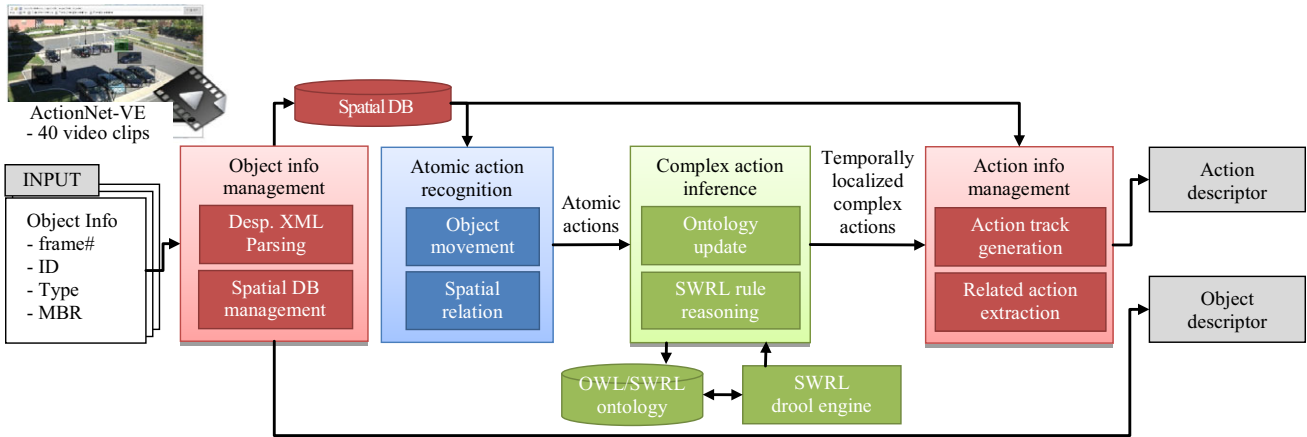 ActionNet-VE
- 40 video clips
INPUT
Object Info
- frame#
- ID
- Type
- MBR
Spatial DB
Object info
management
Desp. XML
Parsing
Spatial DB
management
Atomic action
recognition
Object
movement
Spatial
relation
Atomic
actions
Complex action
inference
Ontology
update
SWRL rule
reasoning
OWL/SWRL
ontology
SWRL
drool engine
Temporally
localized
complex
actions
Action info
management
Action track
generation
Related action
extraction
Action
descriptor
Object
descriptor